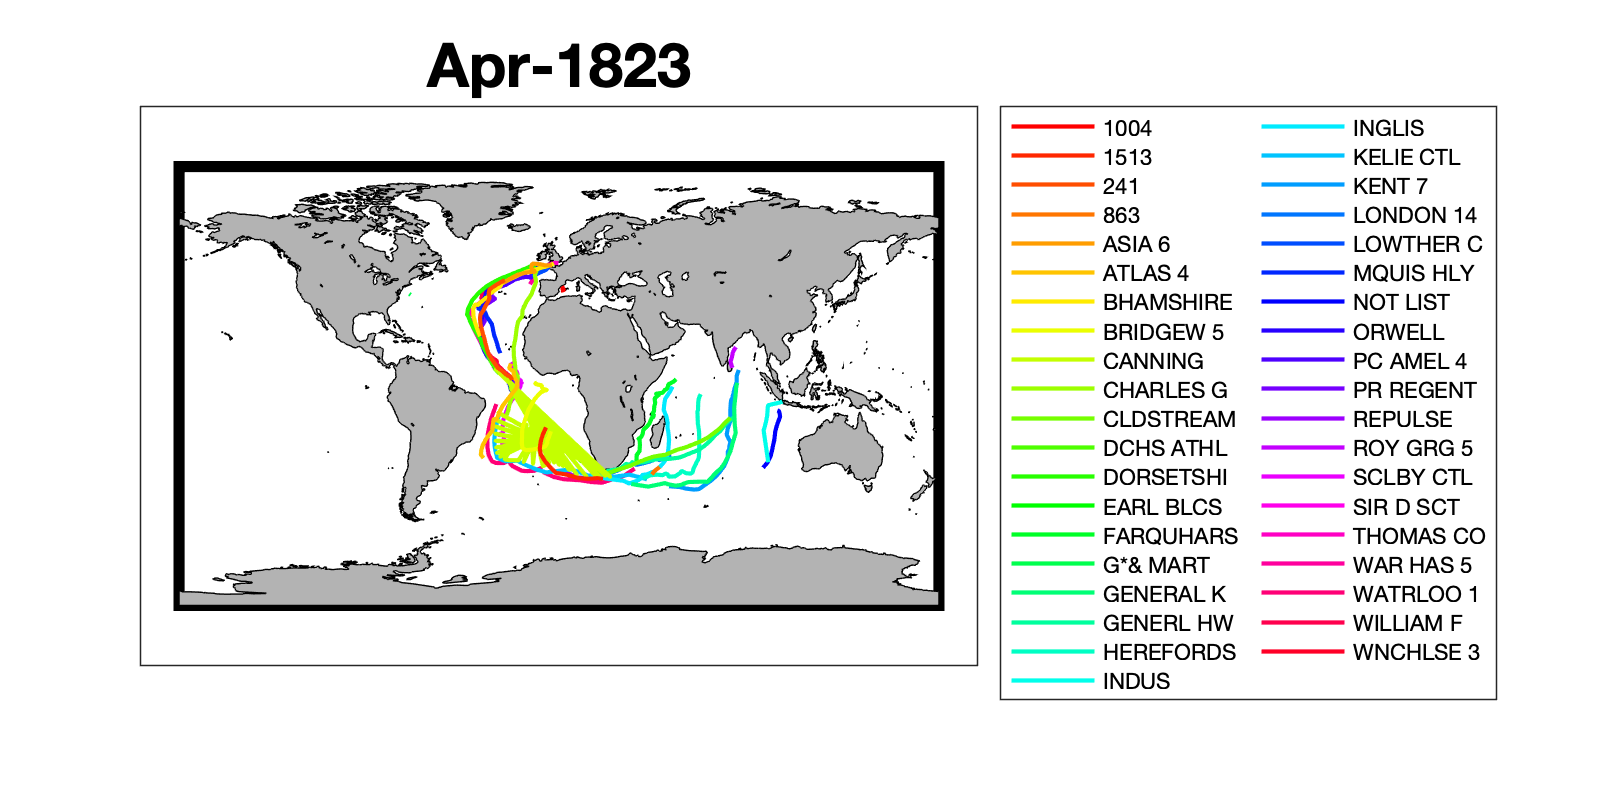 Apr-1823
1004
1513
241
863
ASIA 6
ATLAS 4
BHAMSHIRE
BRIDGEW 5
CANNING
CHARLES G
CLDSTREAM
DCHS ATHL
DORSETSHI
EARL BLCS
FARQUHARS
G*& MART
GENERAL K
GENERL HW
HEREFORDS
INDUS
INGLIS
KELIE CTL
KENT 7
LONDON 14
LOWTHER C
MQUIS HLY
NOT LIST
ORWELL
PC AMEL 4
PR REGENT
REPULSE
ROY GRG 5
SCLBY CTL
SIR D SCT
THOMAS CO
WAR HAS 5
WATRLOO 1
WILLIAM F
WNCHLSE 3